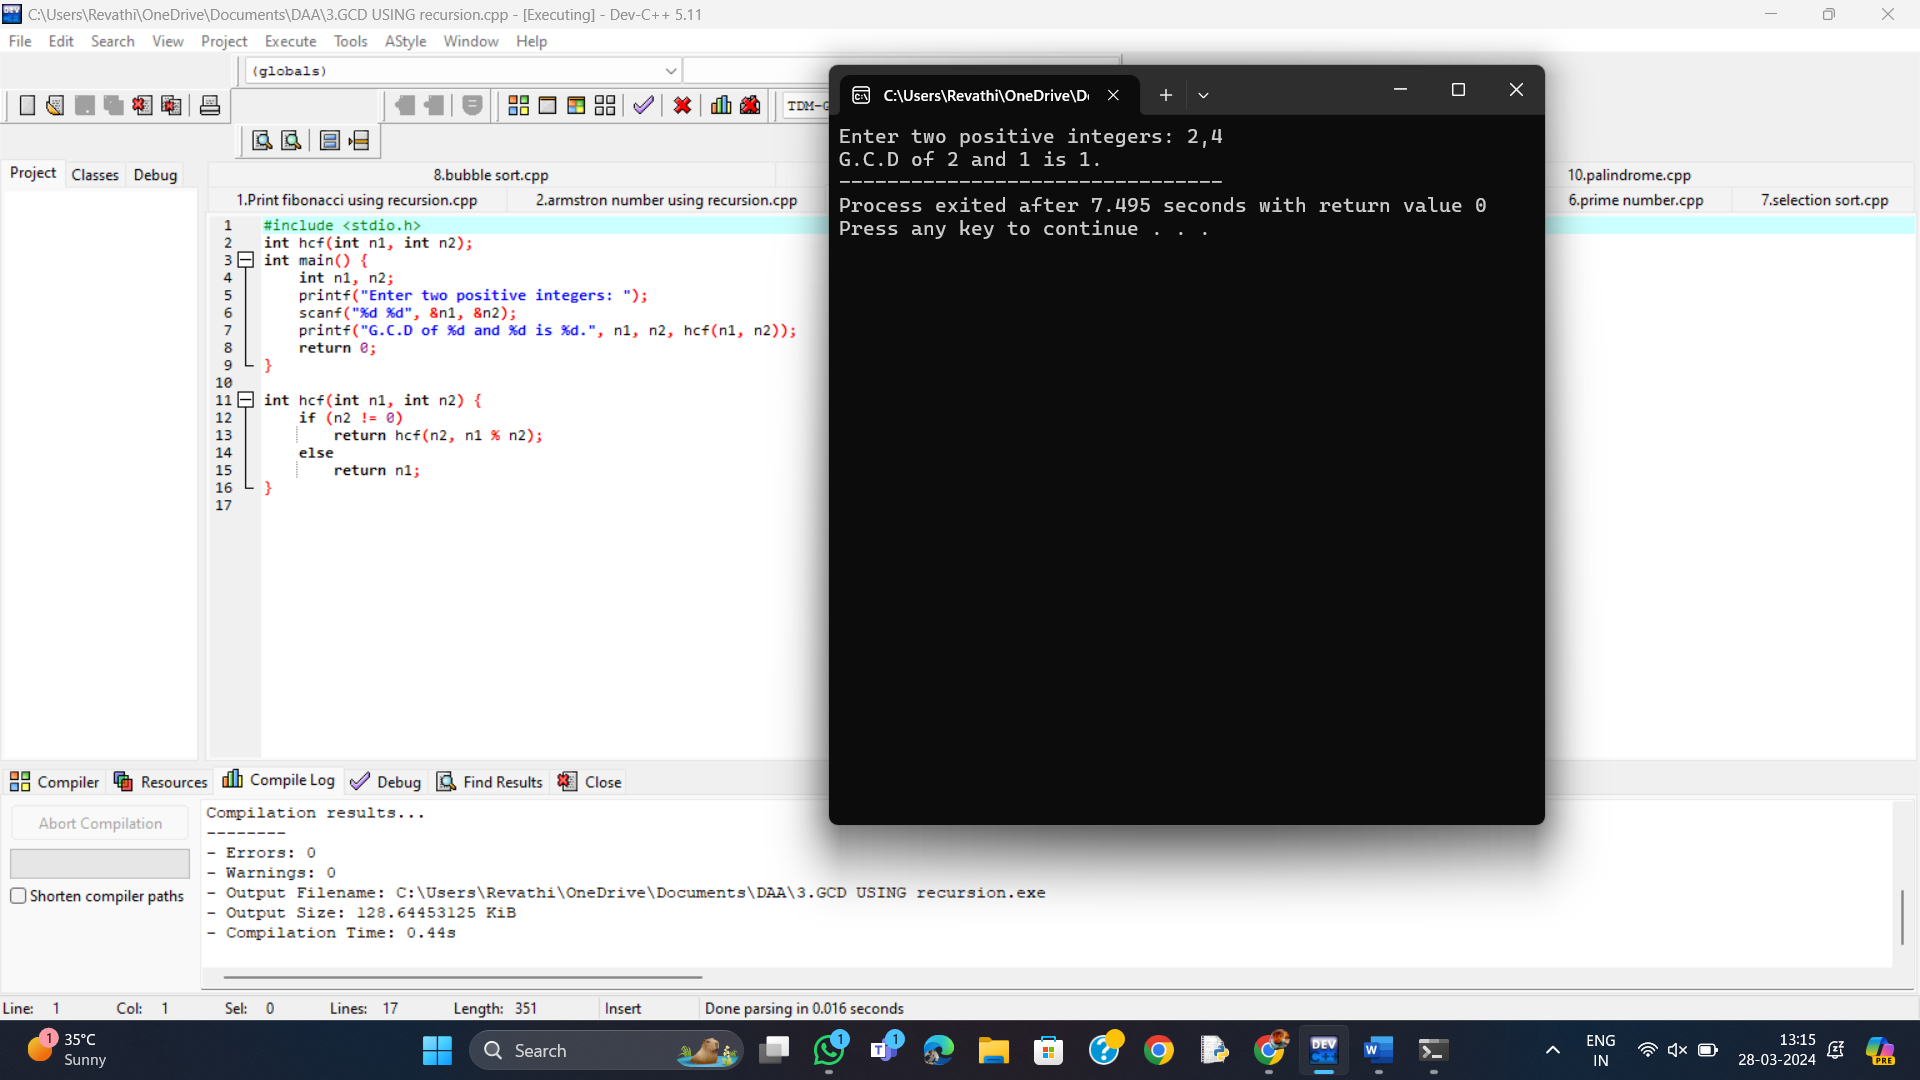 C:\Users\Revathi\OneDrive\Documents\DAA\3.GCD USING recursion.cpp - [Executing] - Dev-C++ 5.11
File Edit Search View Project Execute Tools AStyle Window Help
(globals)
TDM-G
Project Classes Debug
8.bubble sort.cpp
10.palindrome.cpp
1.Print fibonacci using recursion.cpp 2.armstron number using recursion.cpp
6.prime number.cpp 7.selection sort.cpp
1 #include <stdio.h>
2 int hcf(int n1, int n2);
3 int main() {
4 int n1, n2;
5 printf("Enter two positive integers: ");
6 scanf("%d %d", &n1, &n2);
7 printf("G.C.D of %d and %d is %d.", n1, n2, hcf(n1, n2));
8 return 0;
9 }
10
11 int hcf(int n1, int n2) {
12 if (n2 != 0)
13 return hcf(n2, n1 % n2);
14 else
15 return n1;
16 }
17
C:\Users\Revathi\OneDrive\D
Enter two positive integers: 2,4
G.C.D of 2 and 1 is 1.
--------------------------------
Process exited after 7.495 seconds with return value 0
Press any key to continue . . .
Compiler Resources Compile Log Debug Find Results Close
Abort Compilation
Shorten compiler paths
Compilation results...
--------
- Errors: 0
- Warnings: 0
- Output Filename: C:\Users\Revathi\OneDrive\Documents\DAA\3.GCD USING recursion.exe
- Output Size: 128.64453125 KiB
- Compilation Time: 0.44s
Line: 1 Col: 1 Sel: 0 Lines: 17 Length: 351 Insert Done parsing in 0.016 seconds
1
35°C
Sunny
Search
1
1
DEV
ENG
IN
13:15
28-03-2024
PRE